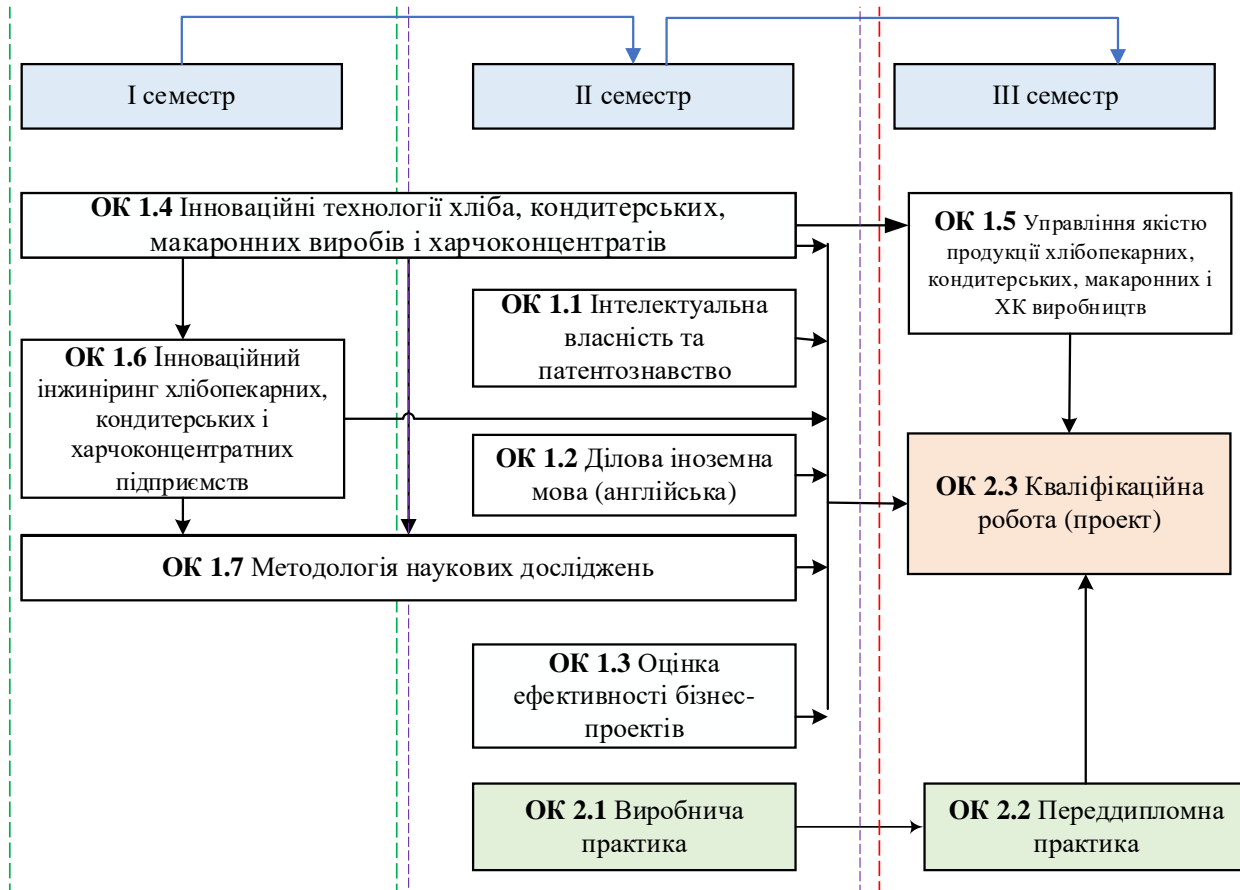 I семестр
II семестр
III семестр
ОК 1.4 Інноваційні технології хліба, кондитерських,
макаронних виробів і харчоконцентратів
ОК 1.5 Управління якістю
продукції хлібопекарних,
кондитерських, макаронних і
ХК виробництв
ОК 1.1 Інтелектуальна
власність та
патентознавство
ОК 1.6 Інноваційний
інжиніринг хлібопекарних,
кондитерських і
харчоконцентратних
підприємств
ОК 1.2 Ділова іноземна
мова (англійська)
ОК 2.3 Кваліфікаційна
робота (проект)
ОК 1.7 Методологія наукових досліджень
ОК 1.3 Оцінка
ефективності бізнес-
проектів
ОК 2.1 Виробнича
практика
ОК 2.2 Переддипломна
практика